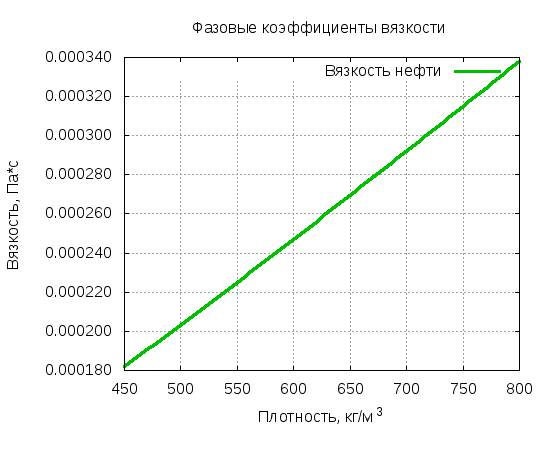 Фазовые коэффициенты вязкости
Вязкость нефти
Вязкость, Па*с
0.000340
0.000320
0.000300
0.000280
0.000260
0.000240
0.000220
0.000200
0.000180
450 500 550 600 650 700 750 800
Плотность, кг/м 3